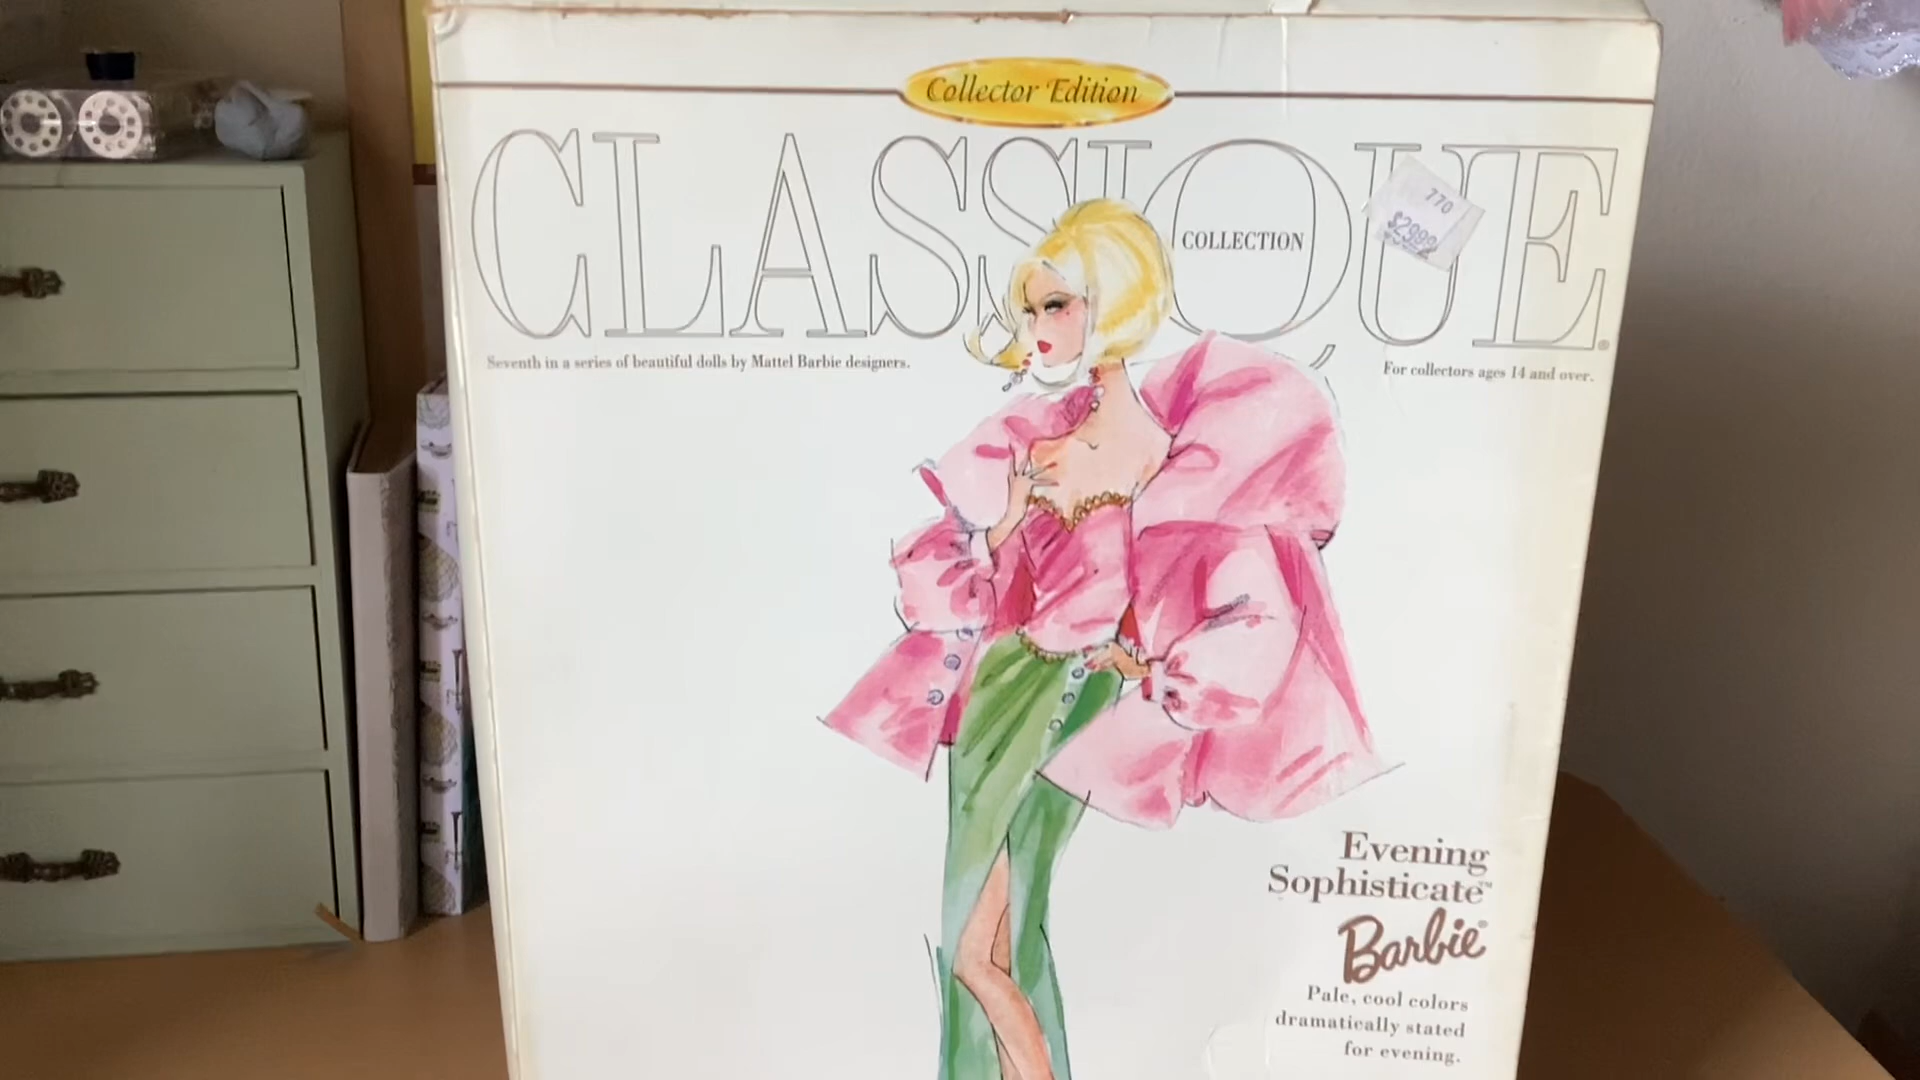 Collector Edition
CLASSIQUE
COLLECTION
770
$29.99
Seventh in a series of beautiful dolls by Mattel Barbie designers.
For collectors ages 14 and over.
Evening
Sophisticate™
Barbie®
Pale, cool colors
dramatically stated
for evening.